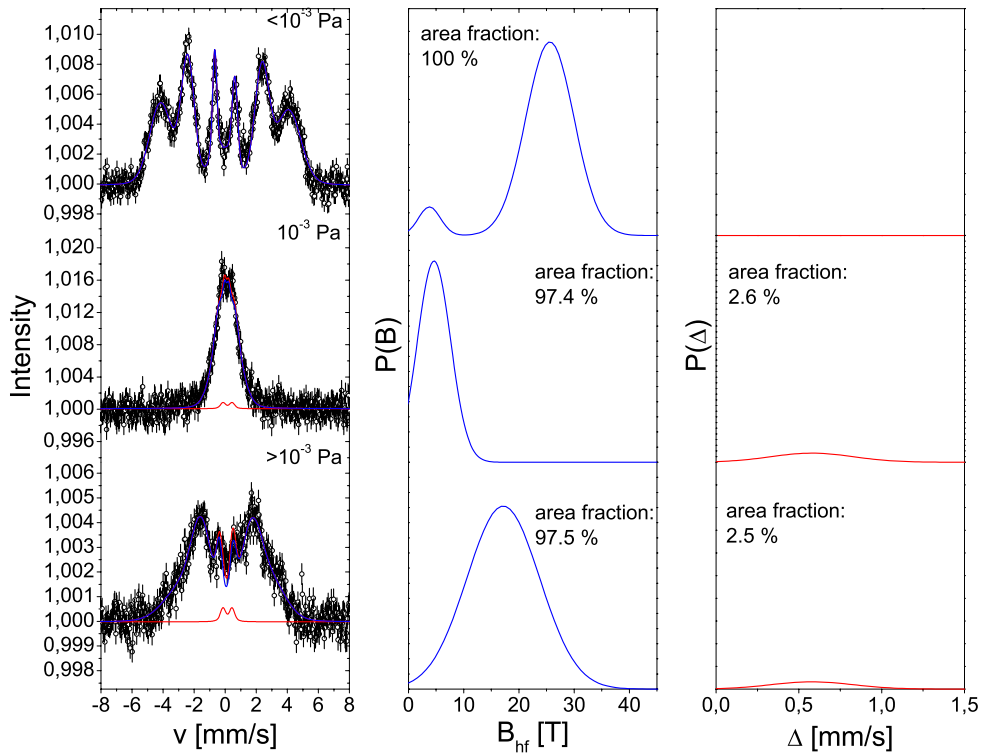 <10⁻³ Pa
1,010
1,008
1,006
1,004
1,002
1,000
0,998
10⁻³ Pa
1,020
1,016
1,012
1,008
1,004
1,000
0,996
>10⁻³ Pa
1,006
1,005
1,004
1,003
1,002
1,001
1,000
0,999
0,998
Intensity
-8 -6 -4 -2 0 2 4 6 8
v [mm/s]
area fraction:
100 %
area fraction:
97.4 %
area fraction:
97.5 %
P(B)
0 10 20 30 40
B_hf [T]
area fraction:
2.6 %
area fraction:
2.5 %
P(Δ)
0,0 0,5 1,0 1,5
Δ [mm/s]